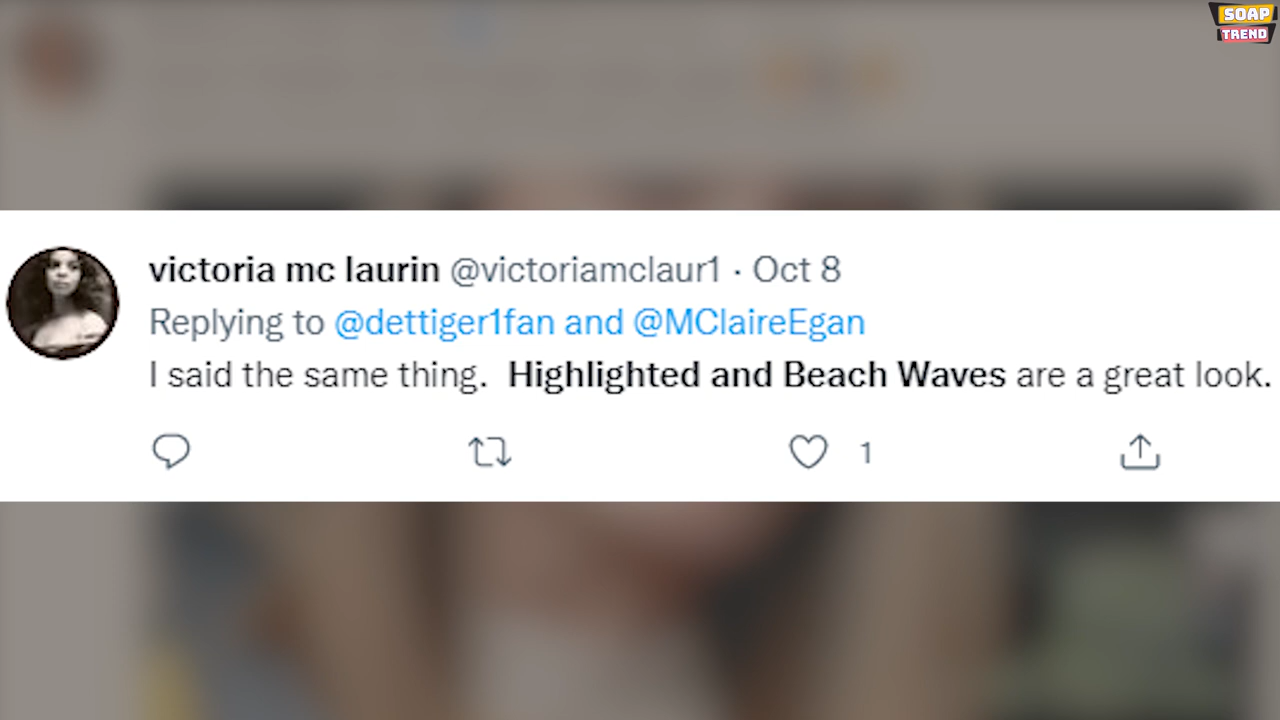 SOAP
TREND
victoria mc laurin @victoriamclaur1 · Oct 8
Replying to @dettiger1fan and @MClaireEgan
I said the same thing. Highlighted and Beach Waves are a great look.
1